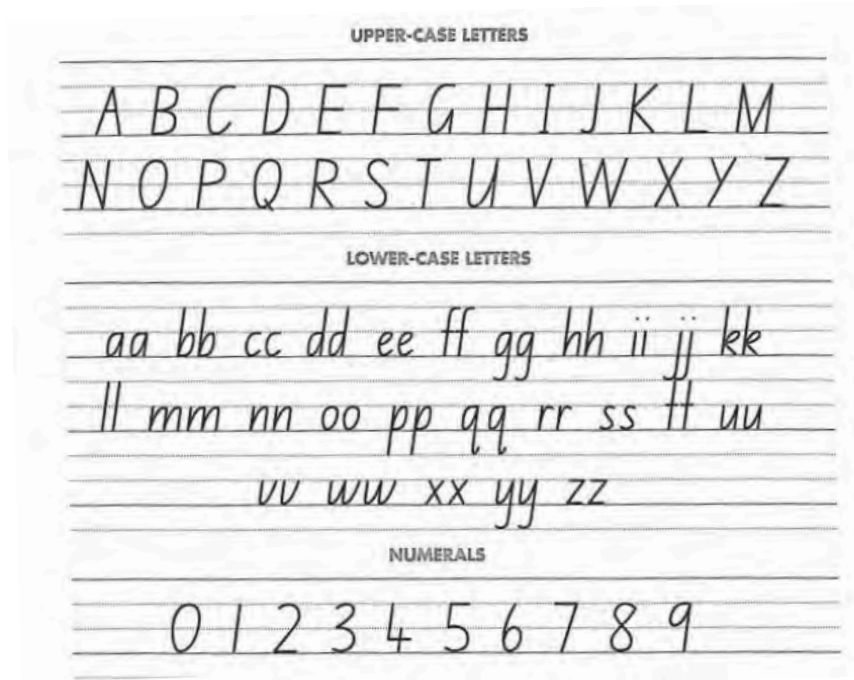 UPPER-CASE LETTERS
A B C D E F G H I J K L M
N O P Q R S T U V W X Y Z
LOWER-CASE LETTERS
aa bb cc dd ee ff gg hh ii jj kk
ll mm nn oo pp qq rr ss tt uu
vv ww xx yy zz
NUMERALS
0 1 2 3 4 5 6 7 8 9